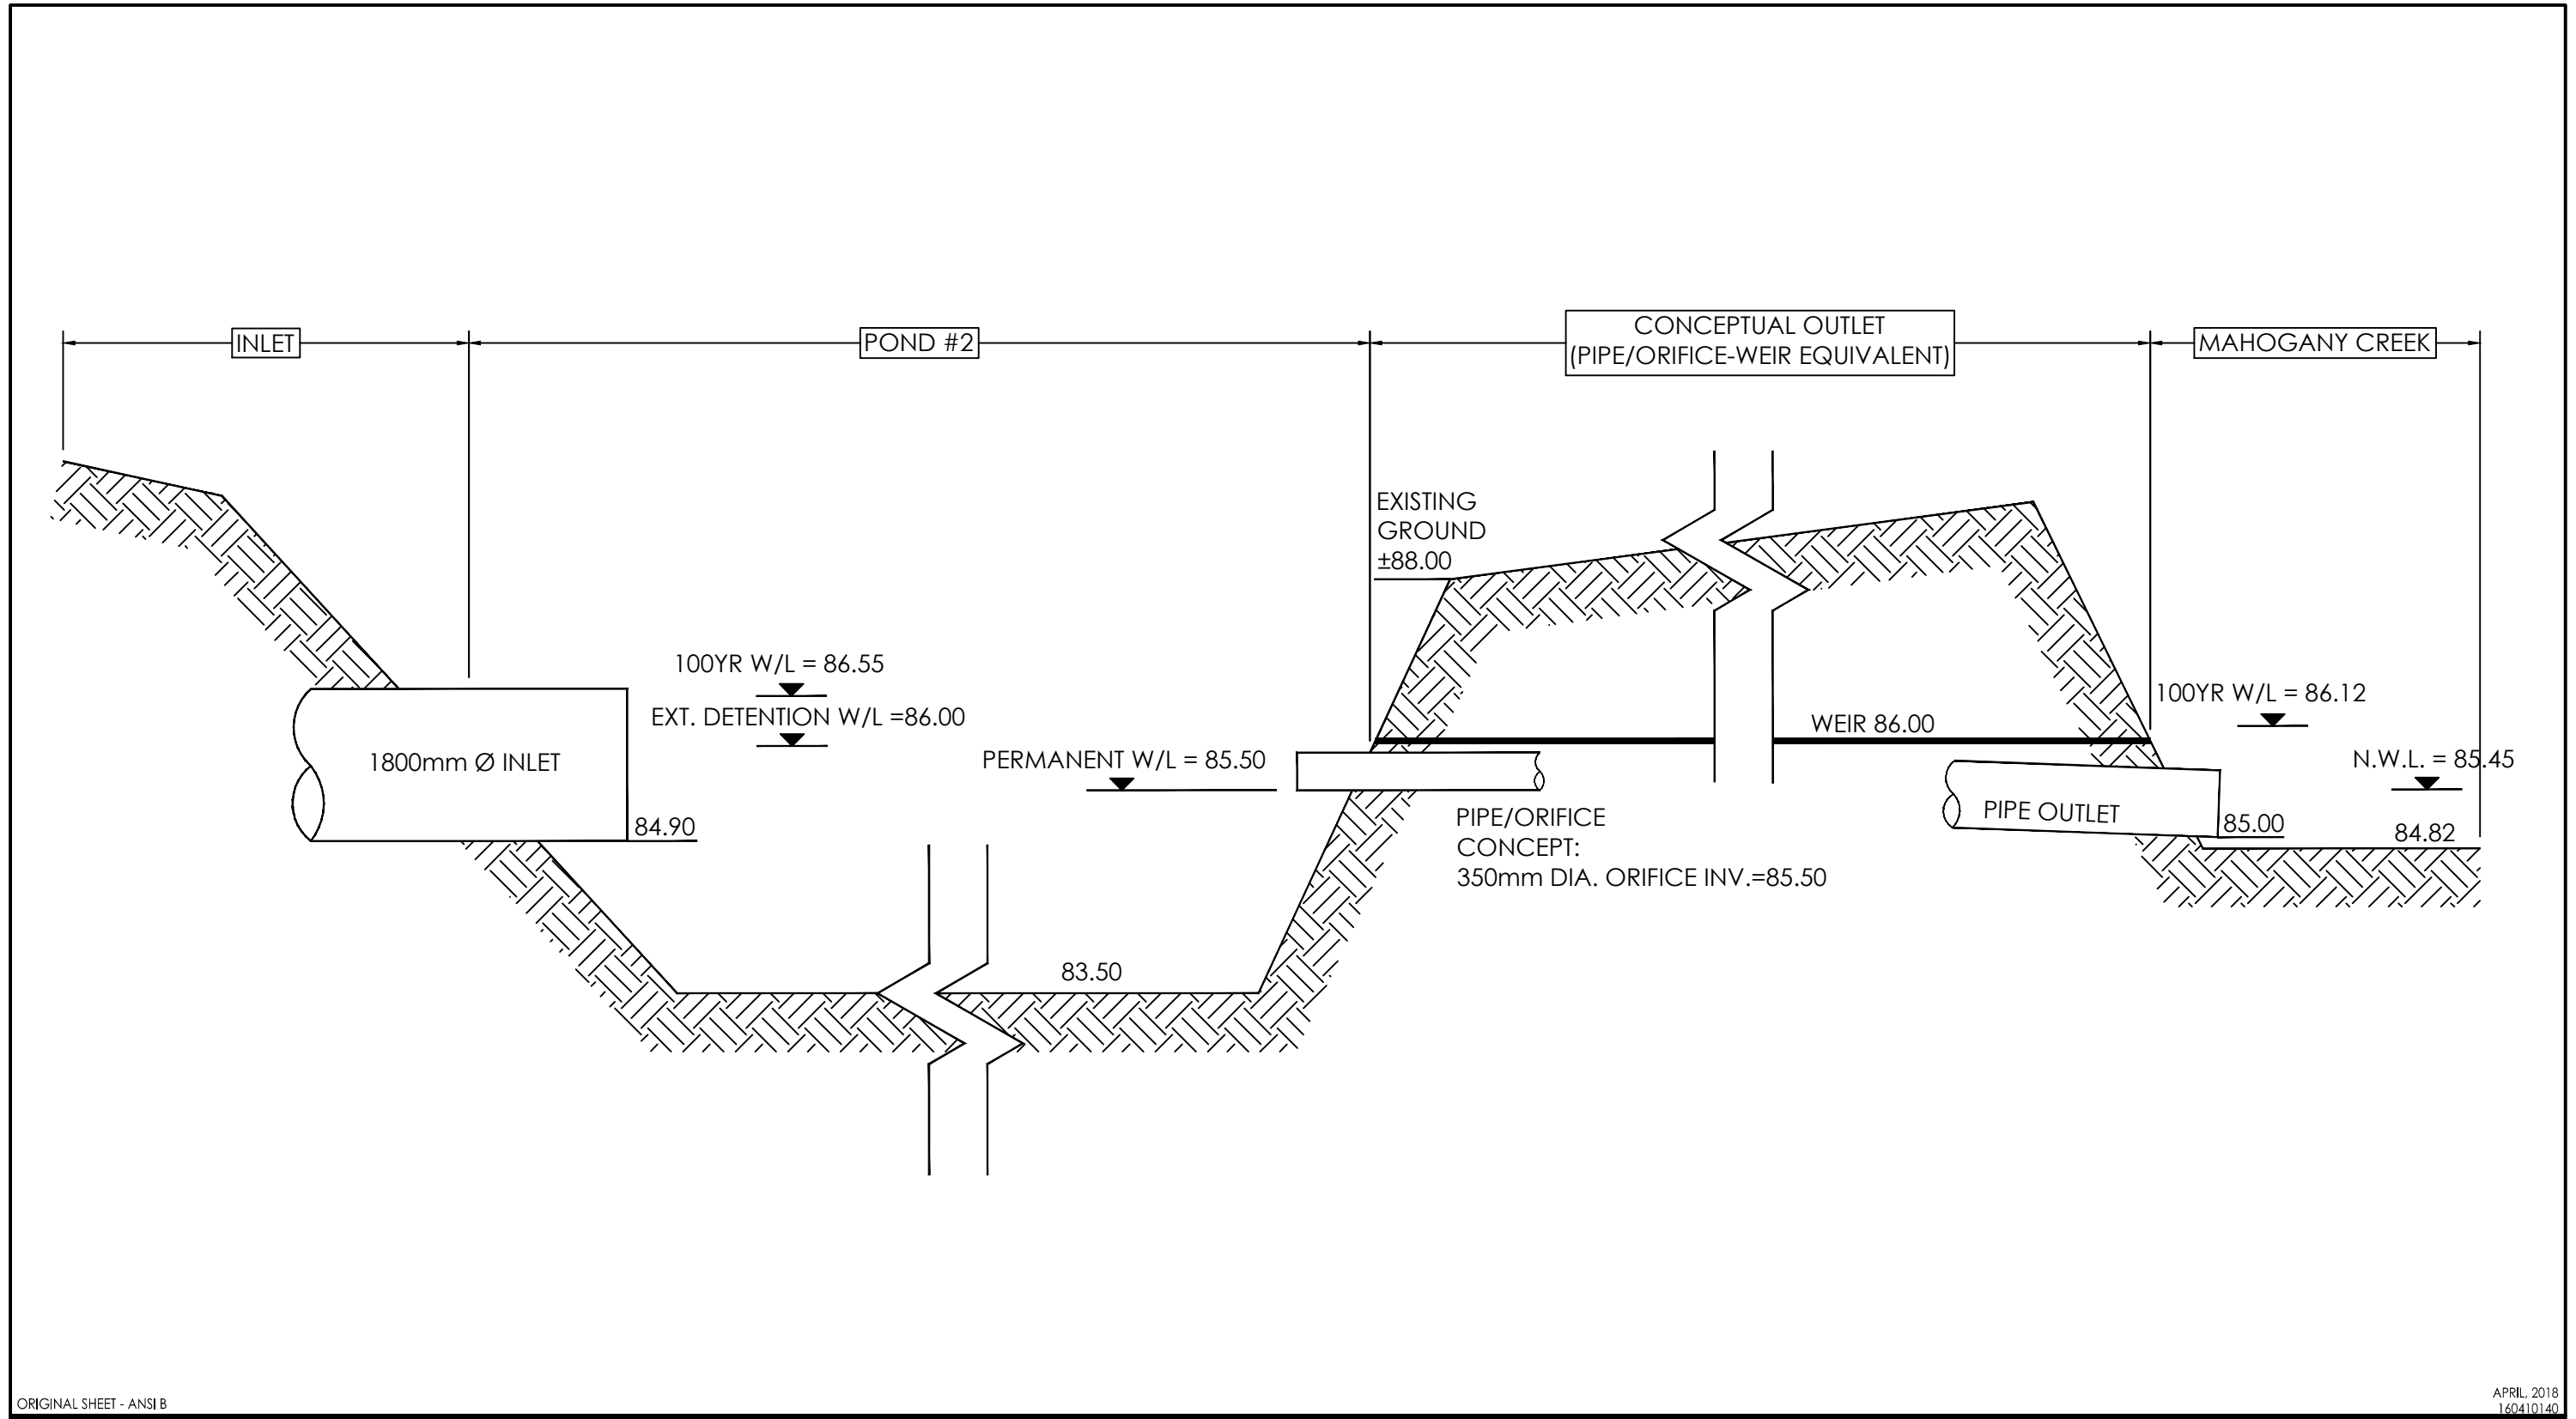 INLET
POND #2
CONCEPTUAL OUTLET
(PIPE/ORIFICE-WEIR EQUIVALENT)
MAHOGANY CREEK
EXISTING
GROUND
±88.00
100YR W/L = 86.55
EXT. DETENTION W/L =86.00
1800mm Ø INLET
84.90
PERMANENT W/L = 85.50
WEIR 86.00
100YR W/L = 86.12
N.W.L. = 85.45
PIPE/ORIFICE
CONCEPT:
350mm DIA. ORIFICE INV.=85.50
PIPE OUTLET
85.00
84.82
83.50
ORIGINAL SHEET - ANSI B
APRIL, 2018
160410140